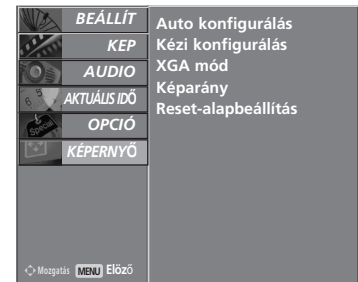 BEÁLLÍT
KEP
AUDIO
AKTUÁLIS IDŐ
OPCIÓ
KÉPERNYŐ
Auto konfigurálás
Kézi konfigurálás
XGA mód
Képarány
Reset-alapbeállítás
Mozgatás MENU Előző